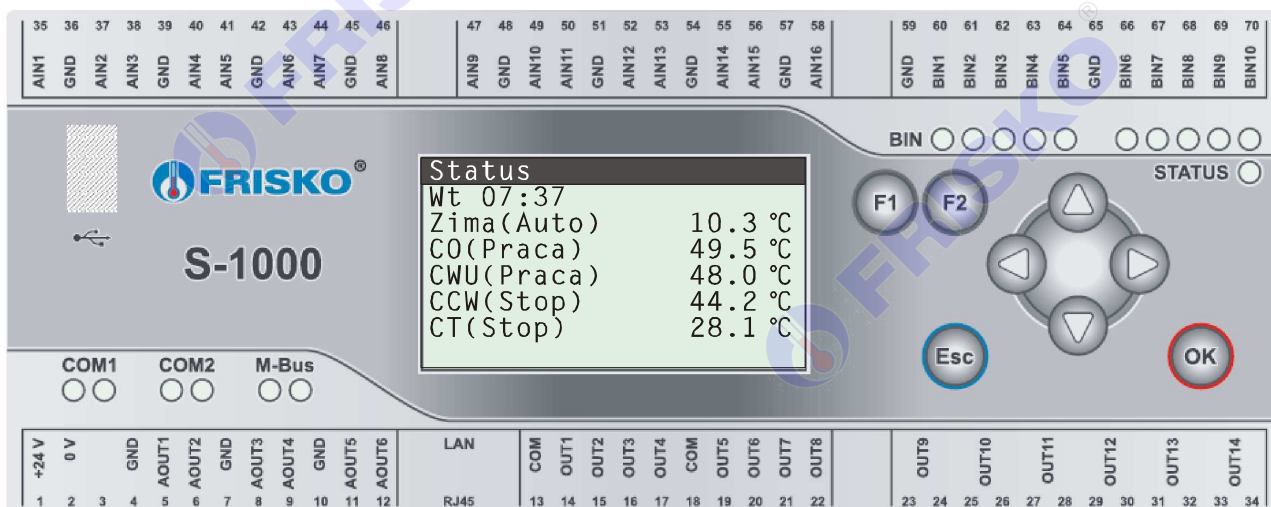 35 36 37 38 39 40 41 42 43 44 45 46 47 48 49 50 51 52 53 54 55 56 57 58 59 60 61 62 63 64 65 66 67 68 69 70
AIN1 GND AIN2 AIN3 GND AIN4 AIN5 GND AIN6 AIN7 GND AIN8 AIN9 GND AIN10 AIN11 GND AIN12 AIN13 GND AIN14 AIN15 GND AIN16 GND BIN1 BIN2 BIN3 BIN4 BIN5 GND BIN6 BIN7 BIN8 BIN9 BIN10
BIN
STATUS
FRISKO®
S-1000
Status
Wt 07:37
Zima(Auto) 10.3 °C
CO(Praca) 49.5 °C
CWU(Praca) 48.0 °C
CCW(Stop) 44.2 °C
CT(Stop) 28.1 °C
F1 F2
Esc OK
COM1 COM2 M-Bus
+24 V 0 V GND AOUT1 AOUT2 GND AOUT3 AOUT4 GND AOUT5 AOUT6 LAN COM OUT1 OUT2 OUT3 OUT4 COM OUT5 OUT6 OUT7 OUT8 OUT9 OUT10 OUT11 OUT12 OUT13 OUT14
1 2 3 4 5 6 7 8 9 10 11 12 RJ45 13 14 15 16 17 18 19 20 21 22 23 24 25 26 27 28 29 30 31 32 33 34
FRISKO
FRISKO®